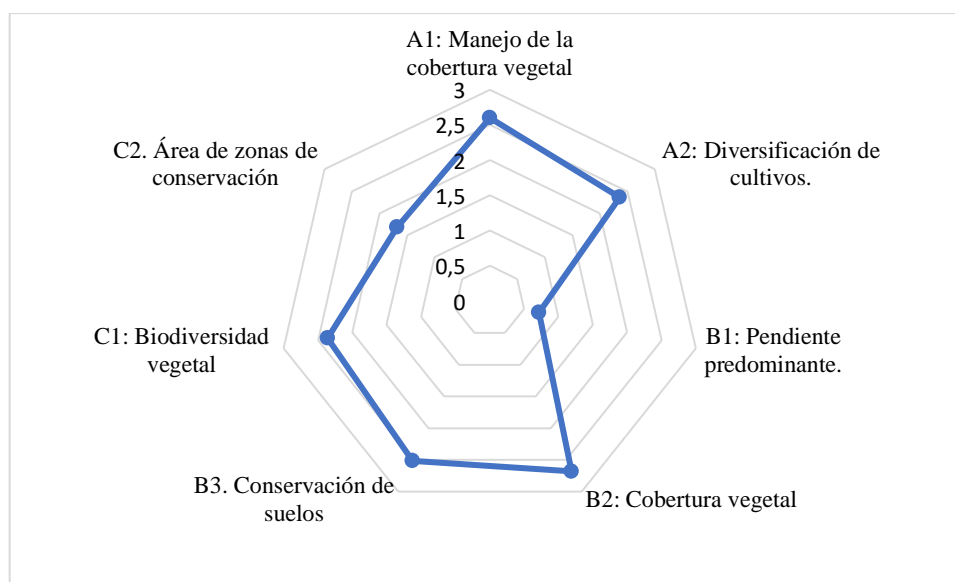 A1: Manejo de la
cobertura vegetal
A2: Diversificación de
cultivos.
B1: Pendiente
predominante.
B2: Cobertura vegetal
B3. Conservación de
suelos
C1: Biodiversidad
vegetal
C2. Área de zonas de
conservación
3
2,5
2
1,5
1
0,5
0